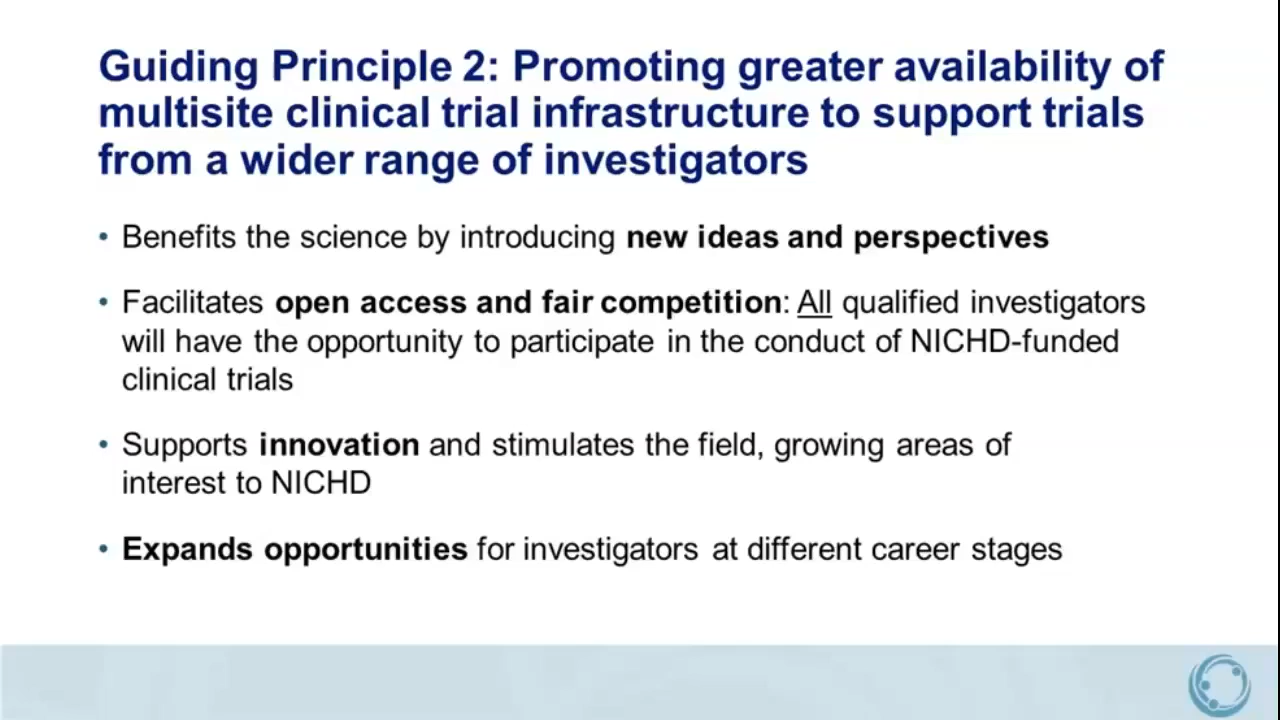 Guiding Principle 2: Promoting greater availability of
multisite clinical trial infrastructure to support trials
from a wider range of investigators
• Benefits the science by introducing new ideas and perspectives
• Facilitates open access and fair competition: All qualified investigators
will have the opportunity to participate in the conduct of NICHD-funded
clinical trials
• Supports innovation and stimulates the field, growing areas of
interest to NICHD
• Expands opportunities for investigators at different career stages